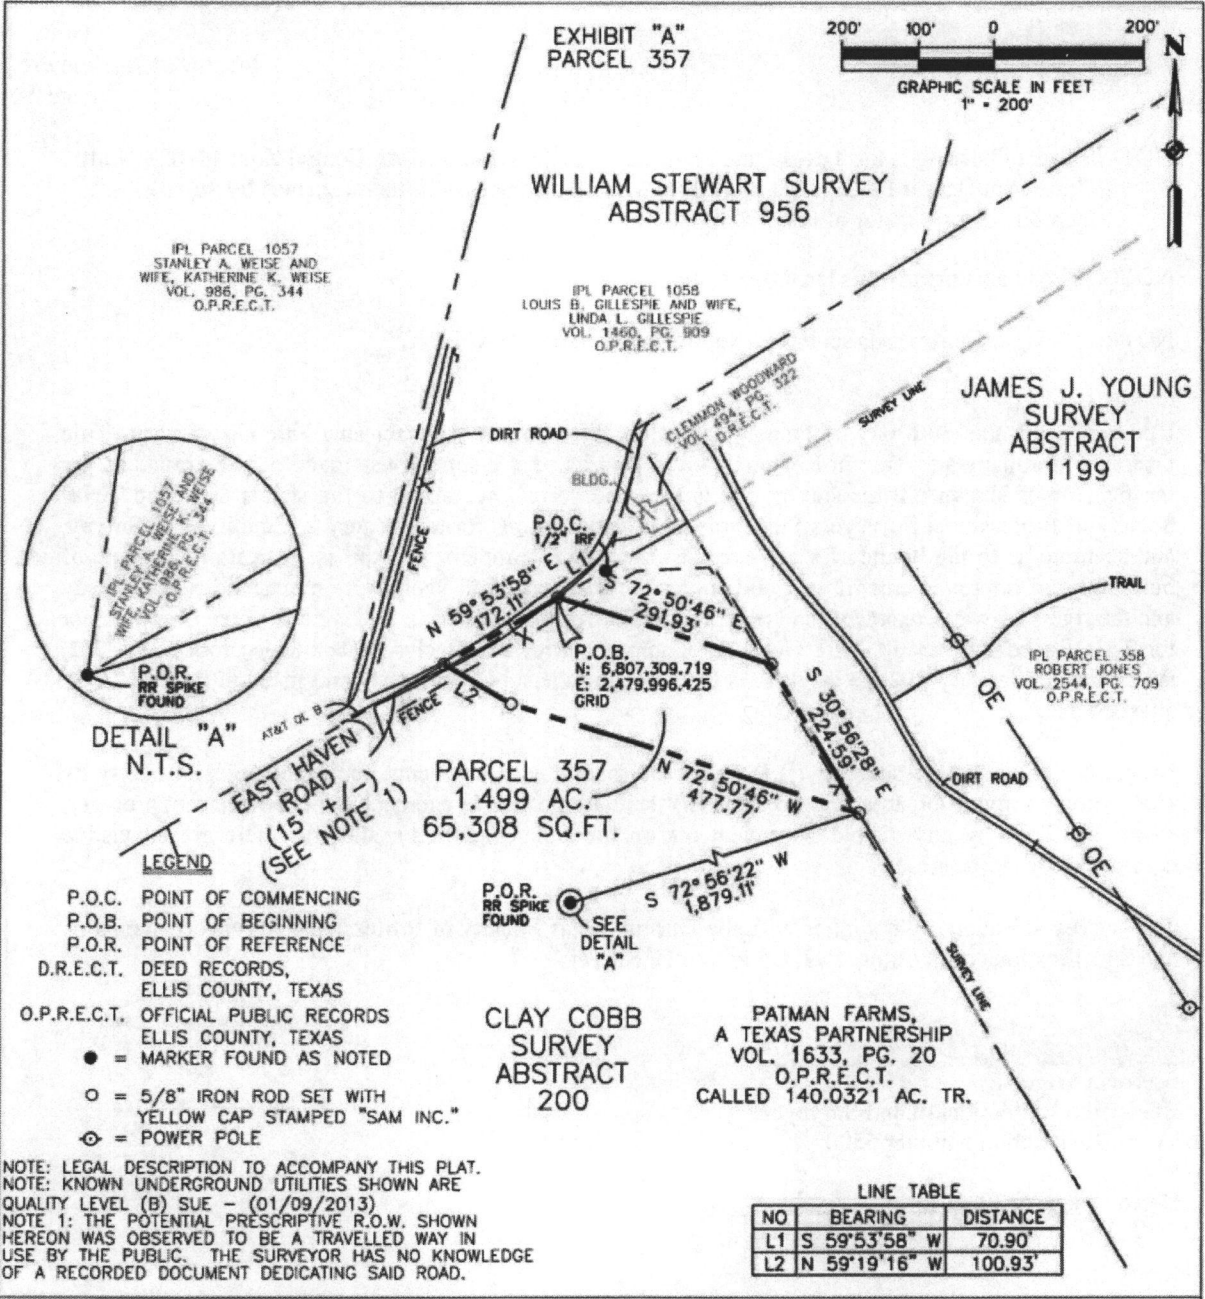 EXHIBIT "A"
PARCEL 357
200' 100' 0 200'
GRAPHIC SCALE IN FEET
1" = 200'
N
WILLIAM STEWART SURVEY
ABSTRACT 956
IPL PARCEL 1057
STANLEY A. WEISE AND
WIFE, KATHERINE K. WEISE
VOL. 986, PG. 344
O.P.R.E.C.T.
IPL PARCEL 1058
LOUIS B. GILLESPIE AND WIFE,
LINDA L. GILLESPIE
VOL. 1460, PG. 909
O.P.R.E.C.T.
CLEMMON WOODWARD
VOL. 494, PG. 322
D.R.E.C.T.
SURVEY LINE
JAMES J. YOUNG
SURVEY
ABSTRACT
1199
DIRT ROAD
BLDG.
X
FENCE
P.O.C.
1/2" IRF
N 59°53'58" E
172.11'
L1
S 72°50'46" E
291.93'
X
TRAIL
IPL PARCEL 1057
STANLEY A. WEISE AND
WIFE, KATHERINE K. WEISE
VOL. 986, PG. 344
O.P.R.E.C.T.
P.O.R.
RR SPIKE
FOUND
DETAIL "A"
N.T.S.
P.O.B.
N: 6,807,309.719
E: 2,479,996.425
GRID
IPL PARCEL 358
ROBERT JONES
VOL. 2544, PG. 709
O.P.R.E.C.T.
OE
L2
FENCE
AT&T QL B
EAST HAVEN
ROAD
(15' +/-)
(SEE NOTE 1)
S 30°56'28" E
224.59'
X
PARCEL 357
1.499 AC.
65,308 SQ.FT.
N 72°50'46" W
477.77'
DIRT ROAD
OE
S 72°56'22" W
1,879.11'
P.O.R.
RR SPIKE
FOUND
SEE
DETAIL
"A"
SURVEY LINE
LEGEND
P.O.C. POINT OF COMMENCING
P.O.B. POINT OF BEGINNING
P.O.R. POINT OF REFERENCE
D.R.E.C.T. DEED RECORDS,
ELLIS COUNTY, TEXAS
O.P.R.E.C.T. OFFICIAL PUBLIC RECORDS
ELLIS COUNTY, TEXAS
= MARKER FOUND AS NOTED
= 5/8" IRON ROD SET WITH
YELLOW CAP STAMPED "SAM INC."
= POWER POLE
CLAY COBB
SURVEY
ABSTRACT
200
PATMAN FARMS,
A TEXAS PARTNERSHIP
VOL. 1633, PG. 20
O.P.R.E.C.T.
CALLED 140.0321 AC. TR.
NOTE: LEGAL DESCRIPTION TO ACCOMPANY THIS PLAT.
NOTE: KNOWN UNDERGROUND UTILITIES SHOWN ARE
QUALITY LEVEL (B) SUE - (01/09/2013)
NOTE 1: THE POTENTIAL PRESCRIPTIVE R.O.W. SHOWN
HEREON WAS OBSERVED TO BE A TRAVELLED WAY IN
USE BY THE PUBLIC. THE SURVEYOR HAS NO KNOWLEDGE
OF A RECORDED DOCUMENT DEDICATING SAID ROAD.
LINE TABLE
NO BEARING DISTANCE
L1 S 59°53'58" W 70.90'
L2 N 59°19'16" W 100.93'